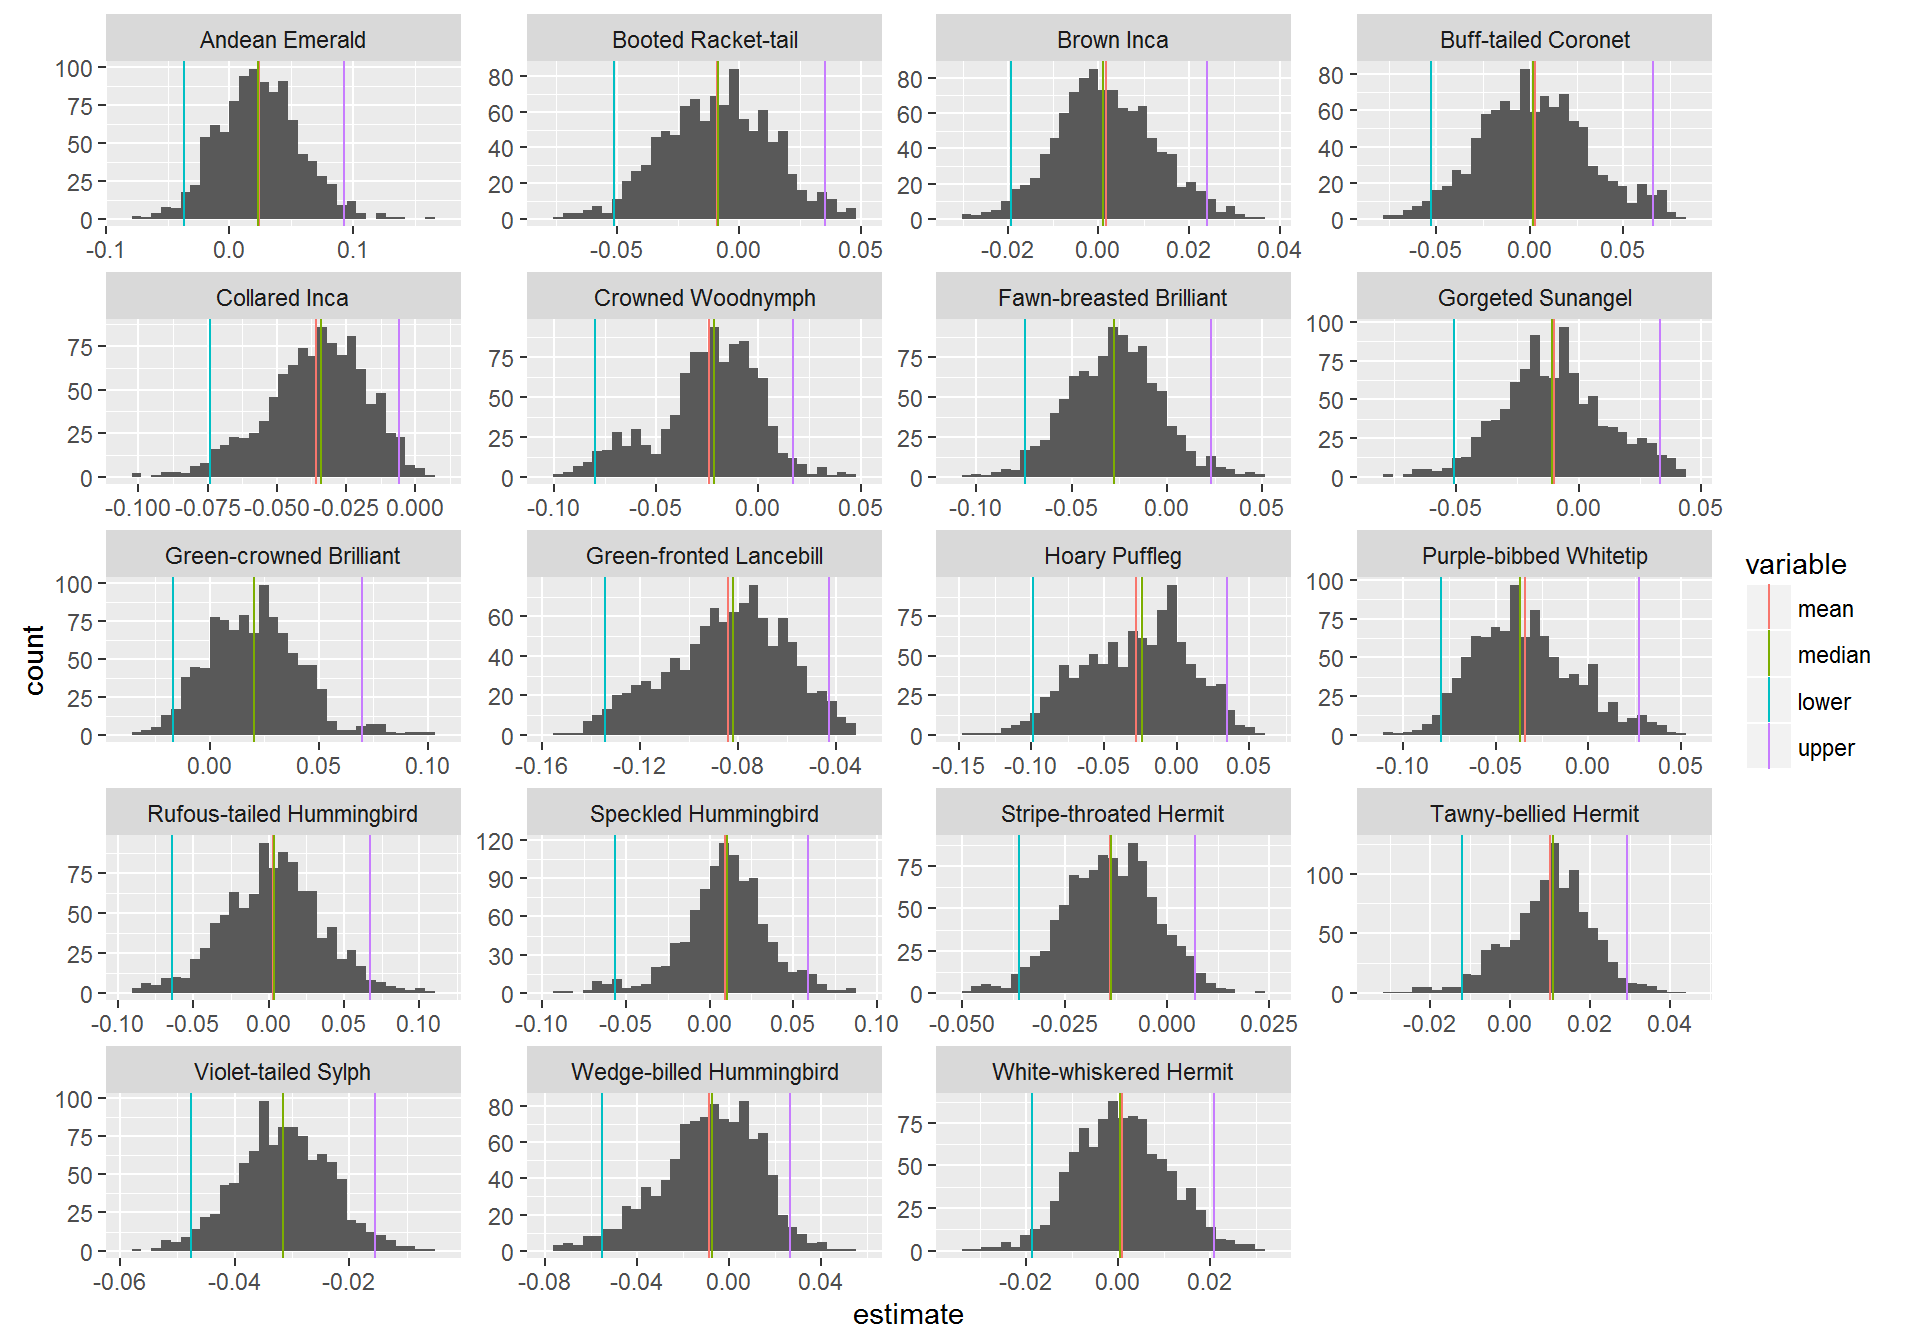 Andean Emerald
Booted Racket-tail
Brown Inca
Buff-tailed Coronet
100
75
50
25
0
80
60
40
20
0
80
60
40
20
0
80
60
40
20
0
-0.1 0.0 0.1
-0.05 0.00 0.05
-0.02 0.00 0.02 0.04
-0.05 0.00 0.05
Collared Inca
Crowned Woodnymph
Fawn-breasted Brilliant
Gorgeted Sunangel
75
50
25
0
75
50
25
0
75
50
25
0
100
75
50
25
0
-0.100 -0.075 -0.050 -0.025 0.000
-0.10 -0.05 0.00 0.05
-0.10 -0.05 0.00 0.05
-0.05 0.00 0.05
Green-crowned Brilliant
Green-fronted Lancebill
Hoary Puffleg
Purple-bibbed Whitetip
100
75
50
25
0
60
40
20
0
75
50
25
0
100
75
50
25
0
0.00 0.05 0.10
-0.16 -0.12 -0.08 -0.04
-0.15 -0.10 -0.05 0.00 0.05
-0.10 -0.05 0.00 0.05
Rufous-tailed Hummingbird
Speckled Hummingbird
Stripe-throated Hermit
Tawny-bellied Hermit
75
50
25
0
120
90
60
30
0
75
50
25
0
100
50
0
-0.10 -0.05 0.00 0.05 0.10
-0.10 -0.05 0.00 0.05 0.10
-0.050 -0.025 0.000 0.025
-0.02 0.00 0.02 0.04
Violet-tailed Sylph
Wedge-billed Hummingbird
White-whiskered Hermit
100
75
50
25
0
80
60
40
20
0
75
50
25
0
-0.06 -0.04 -0.02
-0.08 -0.04 0.00 0.04
-0.02 0.00 0.02
count
estimate
variable
mean
median
lower
upper